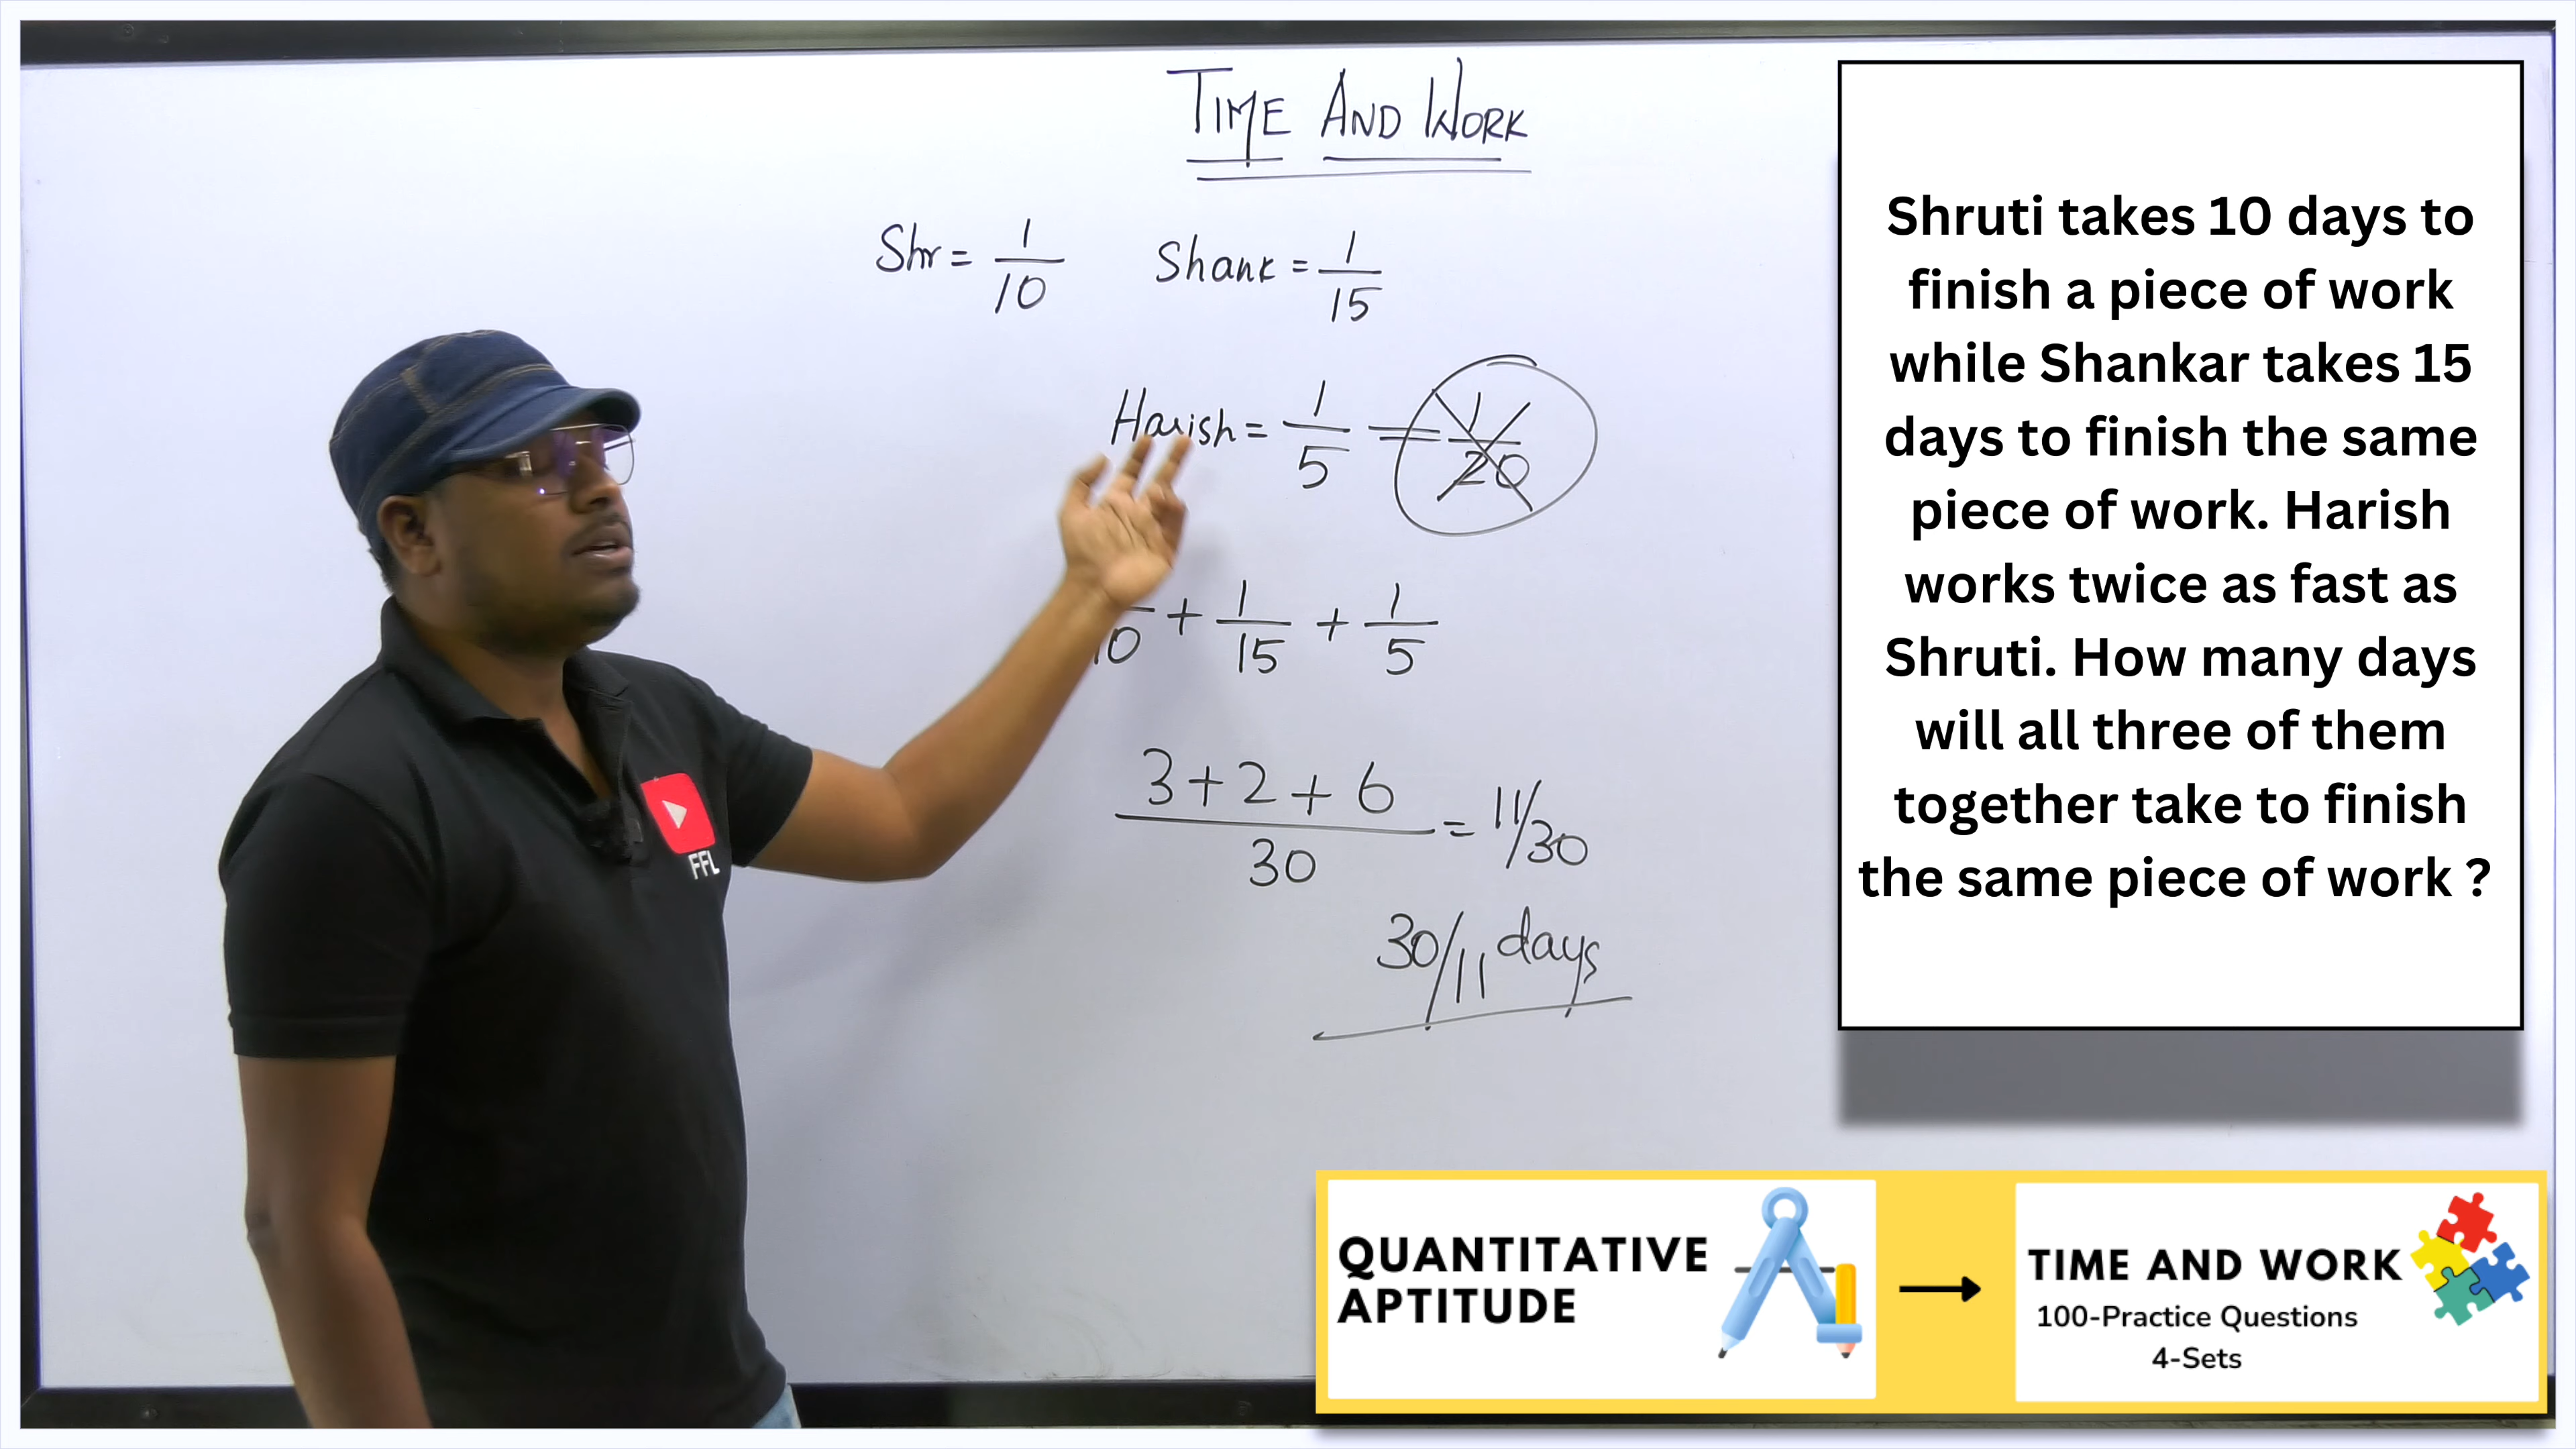 TIME AND WORK
Shr = 1/10 Shank = 1/15
Harish = 1/5 = 1/20
10 + 1/15 + 1/5
3+2+6/30 = 11/30
30/11 days
FFL
Shruti takes 10 days to
finish a piece of work
while Shankar takes 15
days to finish the same
piece of work. Harish
works twice as fast as
Shruti. How many days
will all three of them
together take to finish
the same piece of work ?
QUANTITATIVE
APTITUDE
TIME AND WORK
100-Practice Questions
4-Sets